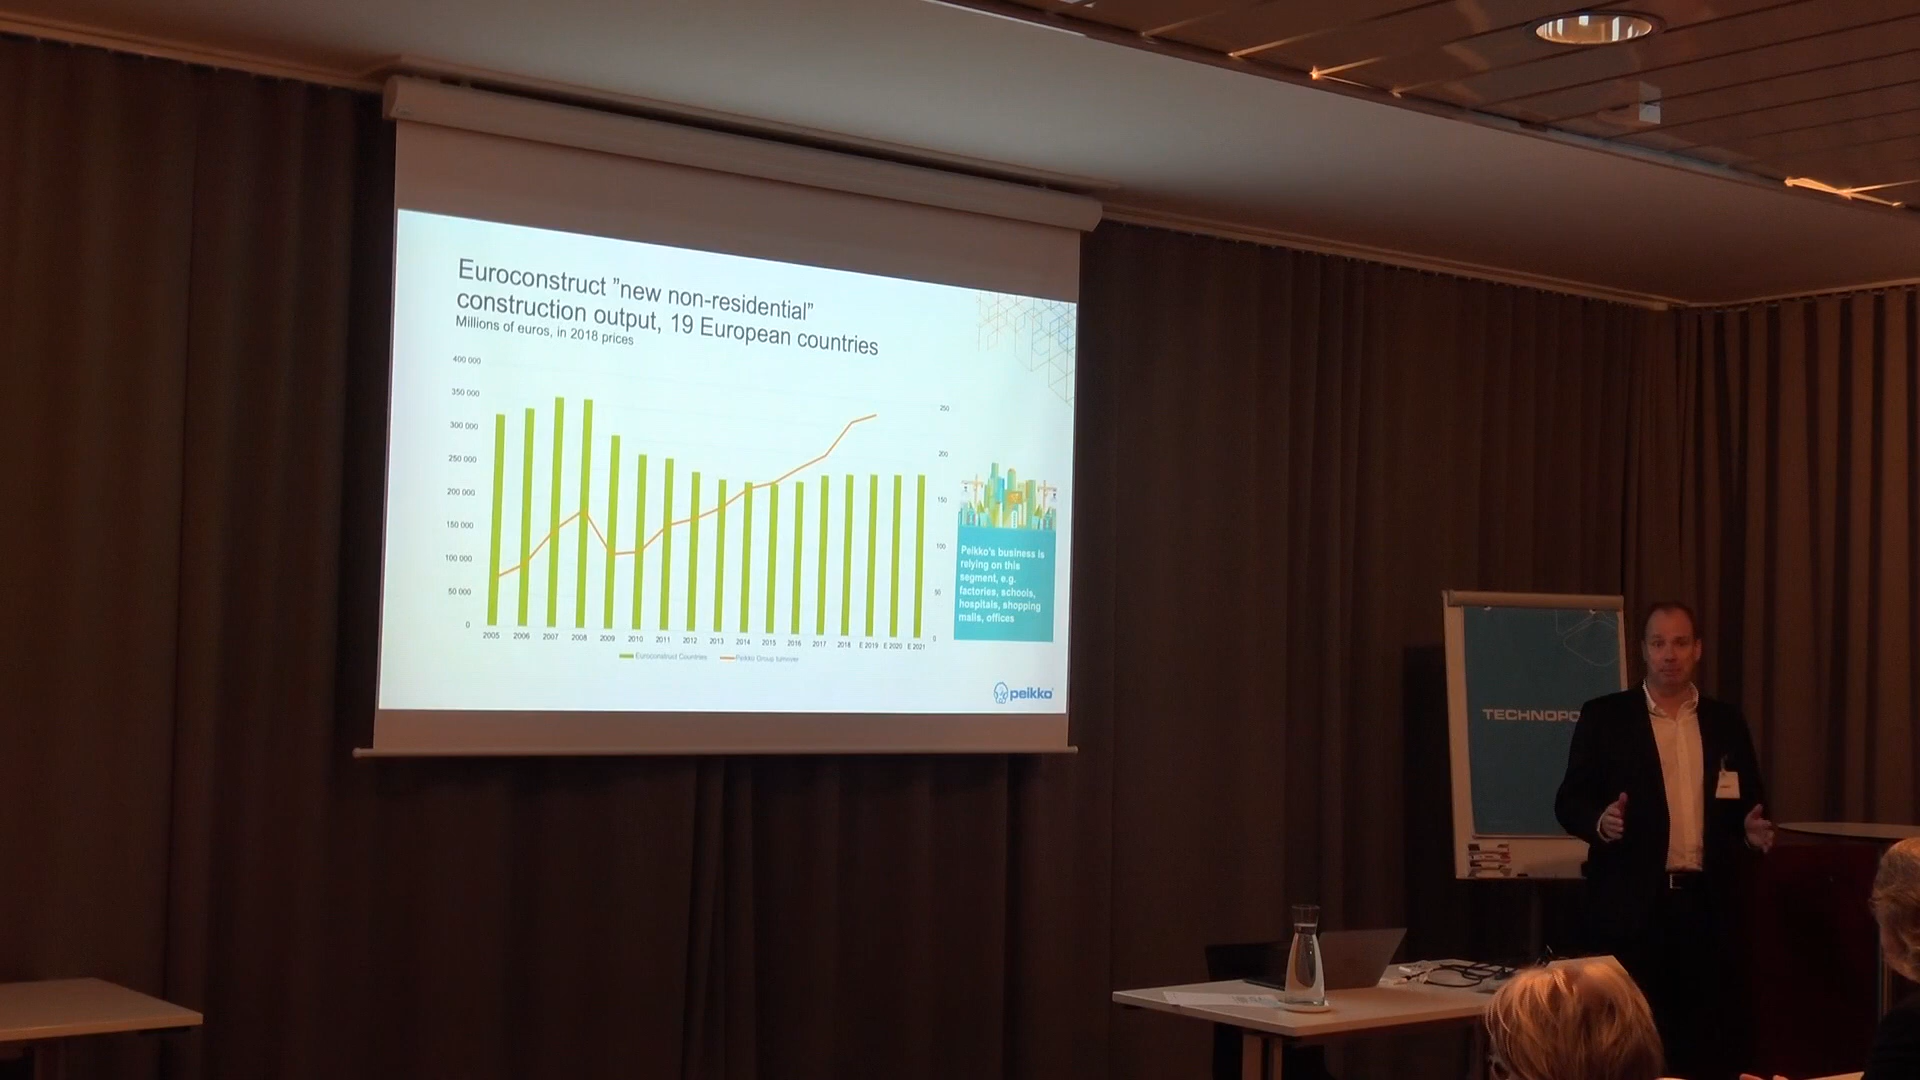 Euroconstruct ”new non-residential”
construction output, 19 European countries
Millions of euros, in 2018 prices
400 000
350 000
300 000
250 000
200 000
150 000
100 000
50 000
0
250
200
150
100
50
0
2005 2006 2007 2008 2009 2010 2011 2012 2013 2014 2015 2016 2017 2018 E 2019 E 2020 E 2021
Euroconstruct Countries Peikko Group turnover
Peikko's business is
relying on this
segment, e.g.
factories, schools,
hospitals, shopping
malls, offices
peikko
TECHNOPO